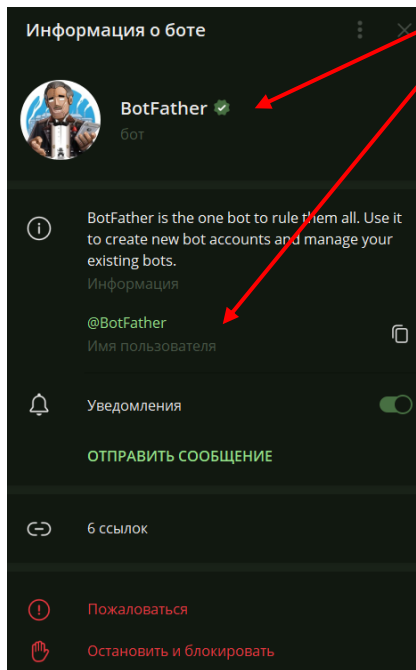 Информация о боте
BotFather
бот
BotFather is the one bot to rule them all. Use it
to create new bot accounts and manage your
existing bots.
Информация
@BotFather
Имя пользователя
Уведомления
ОТПРАВИТЬ СООБЩЕНИЕ
6 ссылок
Пожаловаться
Остановить и блокировать